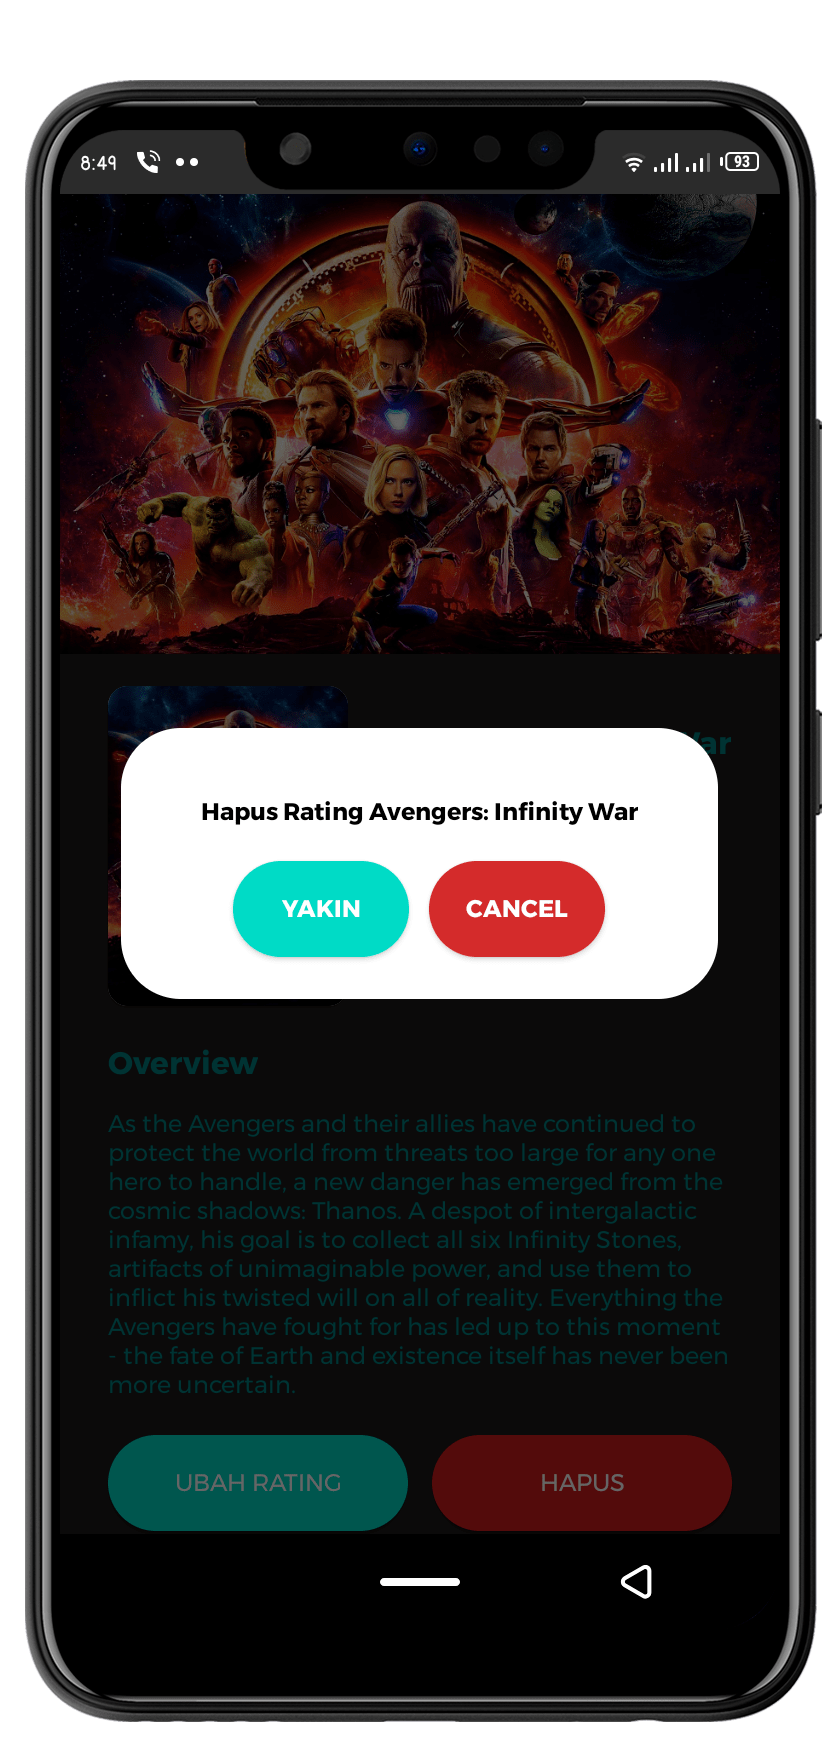 8:49
93
Hapus Rating Avengers: Infinity War
YAKIN
CANCEL
Overview
As the Avengers and their allies have continued to
protect the world from threats too large for any one
hero to handle, a new danger has emerged from the
cosmic shadows: Thanos. A despot of intergalactic
infamy, his goal is to collect all six Infinity Stones,
artifacts of unimaginable power, and use them to
inflict his twisted will on all of reality. Everything the
Avengers have fought for has led up to this moment
- the fate of Earth and existence itself has never been
more uncertain.
UBAH RATING
HAPUS